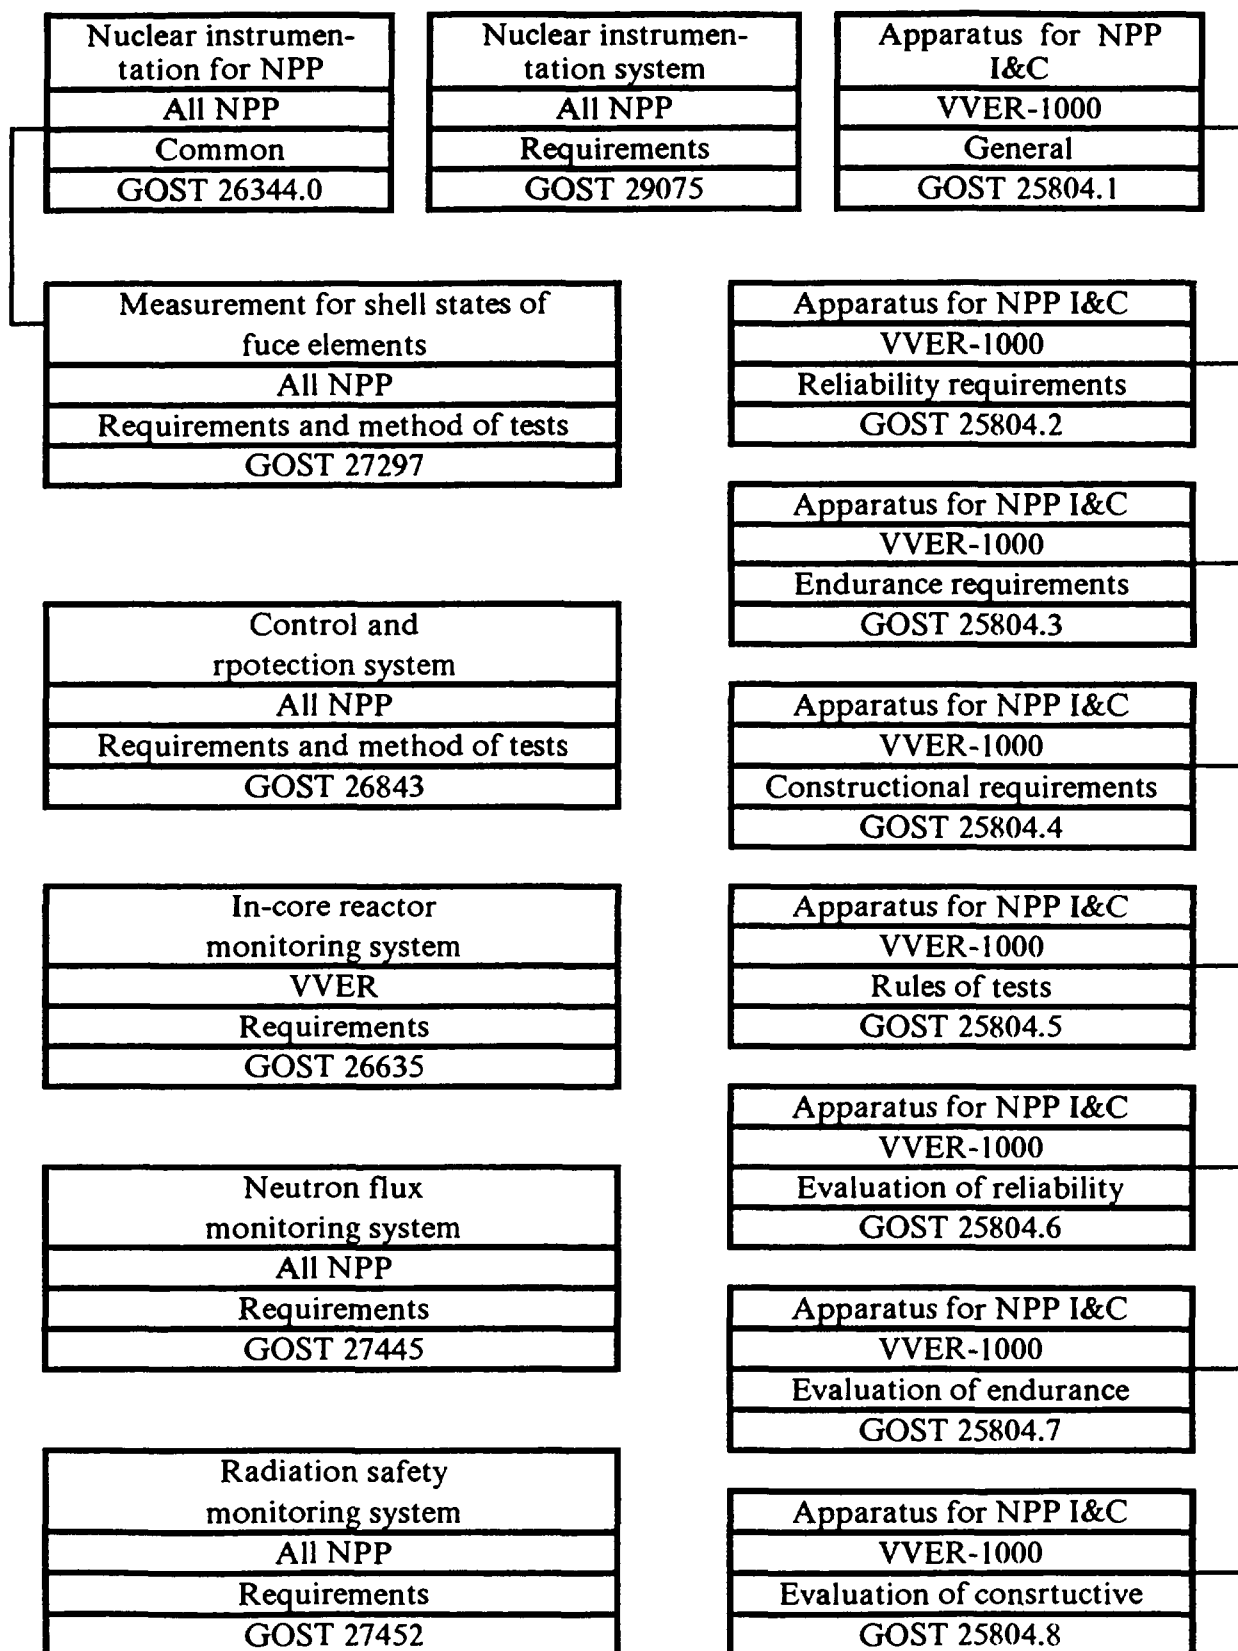 Nuclear instrumen-
tation for NPP
All NPP
Common
GOST 26344.0
Nuclear instrumen-
tation system
All NPP
Requirements
GOST 29075
Apparatus for NPP
I&C
VVER-1000
General
GOST 25804.1
Measurement for shell states of
fuce elements
All NPP
Requirements and method of tests
GOST 27297
Control and
rpotection system
All NPP
Requirements and method of tests
GOST 26843
In-core reactor
monitoring system
VVER
Requirements
GOST 26635
Neutron flux
monitoring system
All NPP
Requirements
GOST 27445
Radiation safety
monitoring system
All NPP
Requirements
GOST 27452
Apparatus for NPP I&C
VVER-1000
Reliability requirements
GOST 25804.2
Apparatus for NPP I&C
VVER-1000
Endurance requirements
GOST 25804.3
Apparatus for NPP I&C
VVER-1000
Constructional requirements
GOST 25804.4
Apparatus for NPP I&C
VVER-1000
Rules of tests
GOST 25804.5
Apparatus for NPP I&C
VVER-1000
Evaluation of reliability
GOST 25804.6
Apparatus for NPP I&C
VVER-1000
Evaluation of endurance
GOST 25804.7
Apparatus for NPP I&C
VVER-1000
Evaluation of consrtuctive
GOST 25804.8